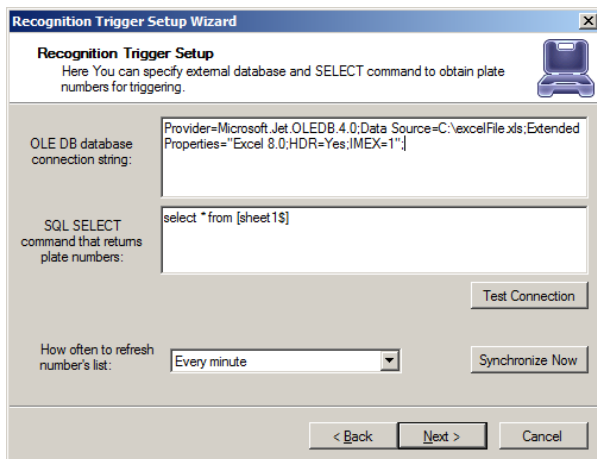 Recognition Trigger Setup Wizard
Recognition Trigger Setup
Here You can specify external database and SELECT command to obtain plate
numbers for triggering.
OLE DB database
connection string:
Provider=Microsoft.Jet.OLEDB.4.0;Data Source=C:\excelFile.xls;Extended
Properties="Excel 8.0;HDR=Yes;IMEX=1";
SQL SELECT
command that returns
plate numbers:
select * from [sheet1$]
Test Connection
How often to refresh
number's list:
Every minute
Synchronize Now
< Back
Next >
Cancel